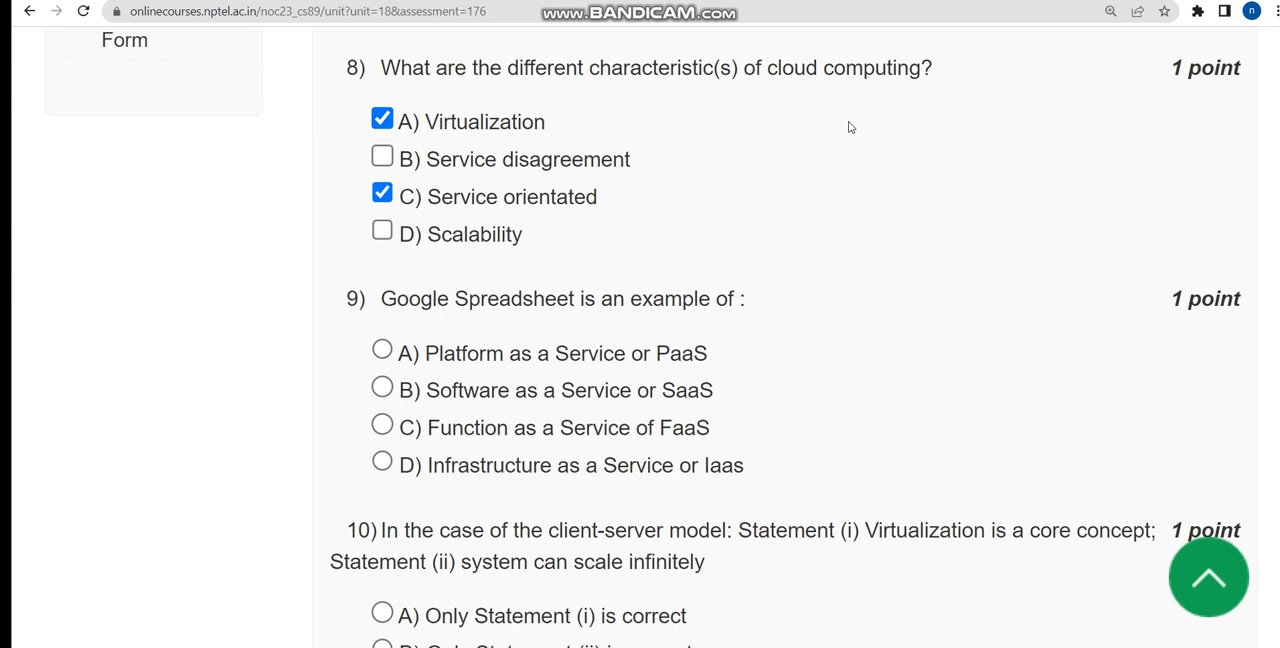 onlinecourses.nptel.ac.in/noc23_cs89/unit?unit=18&assessment=176
www.BANDICAM.com
n
Form
8) What are the different characteristic(s) of cloud computing? 1 point
A) Virtualization
B) Service disagreement
C) Service orientated
D) Scalability
9) Google Spreadsheet is an example of : 1 point
A) Platform as a Service or PaaS
B) Software as a Service or SaaS
C) Function as a Service of FaaS
D) Infrastructure as a Service or Iaas
10) In the case of the client-server model: Statement (i) Virtualization is a core concept; 1 point
Statement (ii) system can scale infinitely
A) Only Statement (i) is correct